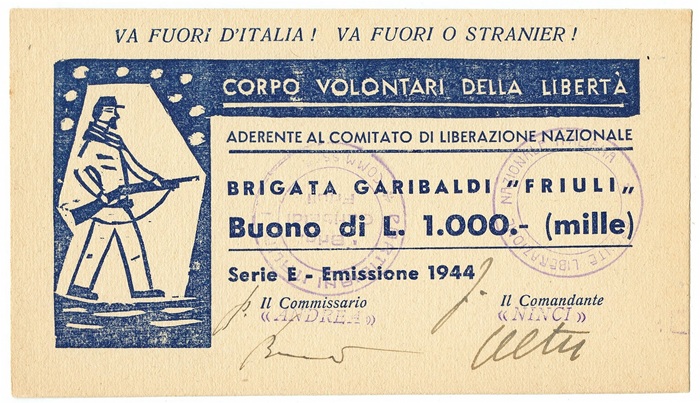 VA FUORI D'ITALIA! VA FUORI O STRANIER!
CORPO VOLONTARI DELLA LIBERTÀ
ADERENTE AL COMITATO DI LIBERAZIONE NAZIONALE
BRIGATA GARIBALDI "FRIULI„
Buono di L. 1.000.- (mille)
Serie E - Emissione 1944
Il Commissario
«ANDREA»
Il Comandante
«NINCI»